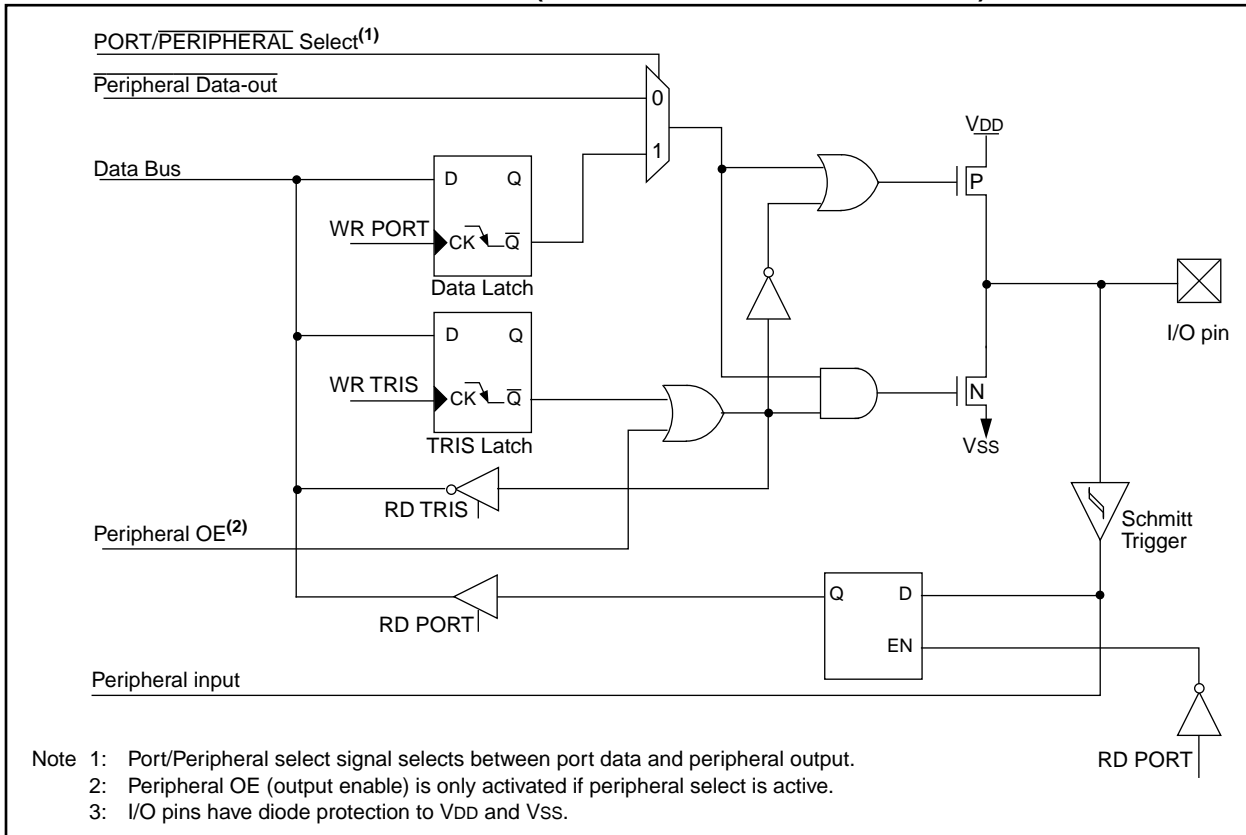 PORT/PERIPHERAL Select(1)
Peripheral Data-out
0
1
VDD
P
Data Bus
D Q
WR PORT
CK Q
Data Latch
D Q
WR TRIS
CK Q
TRIS Latch
I/O pin
N
VSS
RD TRIS
Schmitt
Trigger
Peripheral OE(2)
Q D
RD PORT
EN
Peripheral input
RD PORT
Note 1: Port/Peripheral select signal selects between port data and peripheral output.
2: Peripheral OE (output enable) is only activated if peripheral select is active.
3: I/O pins have diode protection to VDD and VSS.